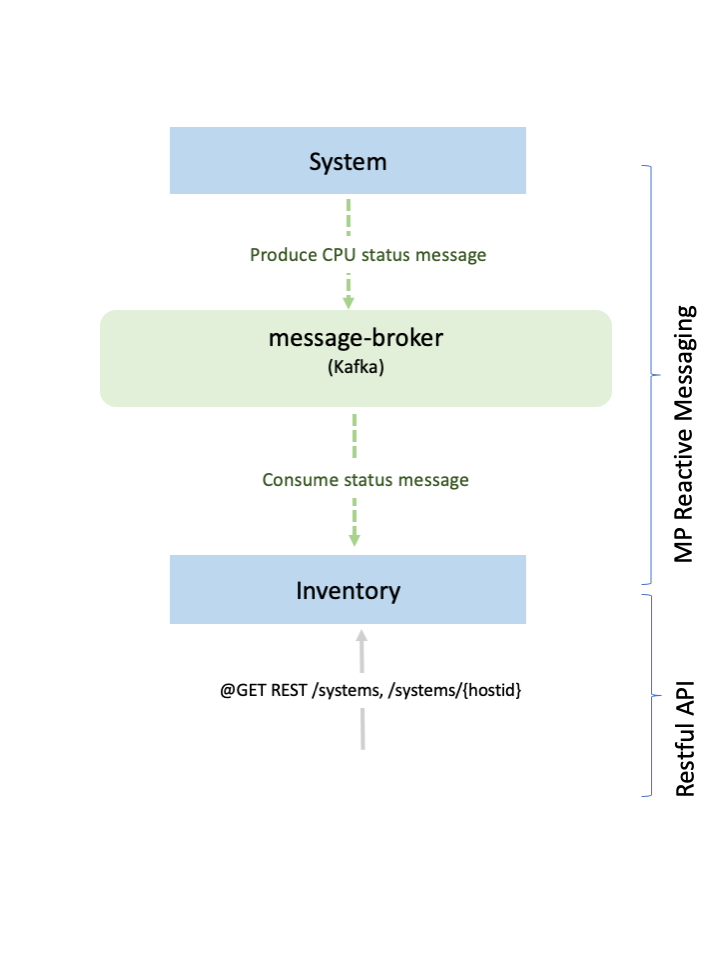 System
Produce CPU status message
message-broker
(Kafka)
Consume status message
Inventory
@GET REST /systems, /systems/{hostid}
MP Reactive Messaging
Restful API